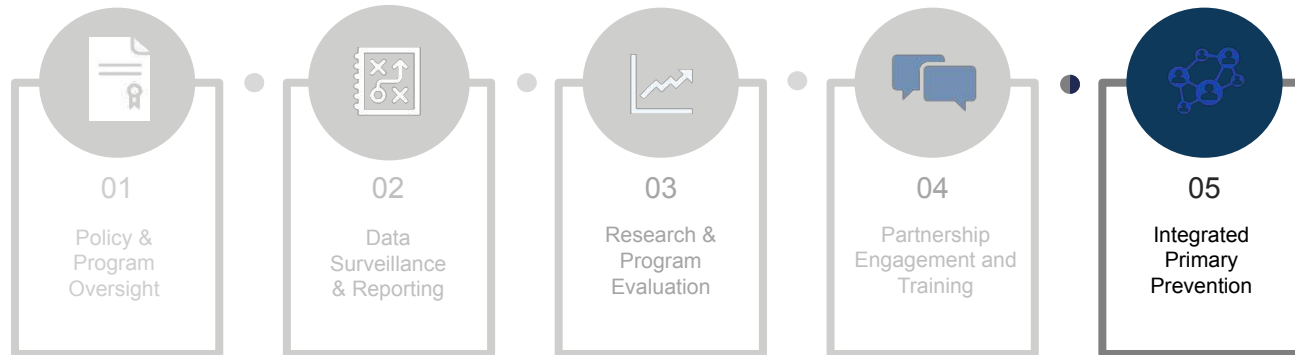 01
Policy &
Program
Oversight
02
Data
Surveillance
& Reporting
03
Research &
Program
Evaluation
04
Partnership
Engagement and
Training
05
Integrated
Primary
Prevention